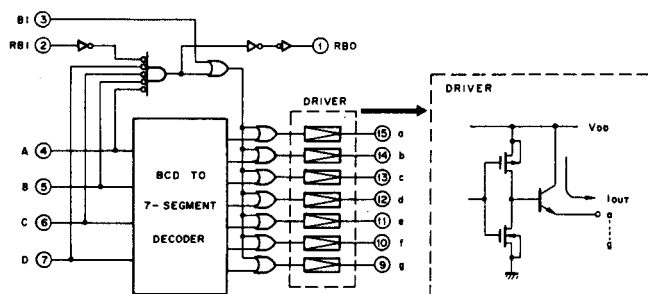 BI 3
RBI 2
1 RBO
DRIVER
DRIVER
VDD
A 4
B 5
C 6
D 7
BCD TO
7-SEGMENT
DECODER
15 a
14 b
13 c
12 d
11 e
10 f
9 g
IOUT
a
g